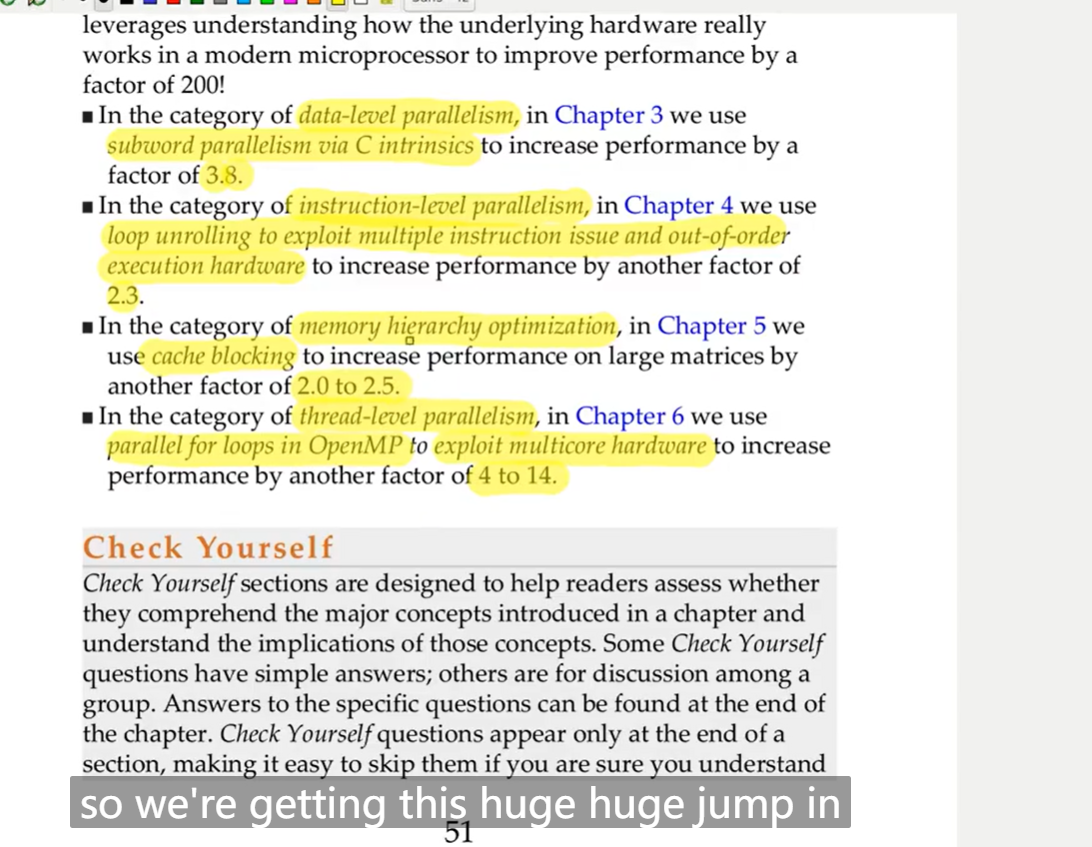 leverages understanding how the underlying hardware really
works in a modern microprocessor to improve performance by a
factor of 200!
■ In the category of data-level parallelism, in Chapter 3 we use
subword parallelism via C intrinsics to increase performance by a
factor of 3.8.
■ In the category of instruction-level parallelism, in Chapter 4 we use
loop unrolling to exploit multiple instruction issue and out-of-order
execution hardware to increase performance by another factor of
2.3.
■ In the category of memory hierarchy optimization, in Chapter 5 we
use cache blocking to increase performance on large matrices by
another factor of 2.0 to 2.5.
■ In the category of thread-level parallelism, in Chapter 6 we use
parallel for loops in OpenMP to exploit multicore hardware to increase
performance by another factor of 4 to 14.
Check Yourself
Check Yourself sections are designed to help readers assess whether
they comprehend the major concepts introduced in a chapter and
understand the implications of those concepts. Some Check Yourself
questions have simple answers; others are for discussion among a
group. Answers to the specific questions can be found at the end of
the chapter. Check Yourself questions appear only at the end of a
section, making it easy to skip them if you are sure you understand
so we're getting this huge huge jump in
51